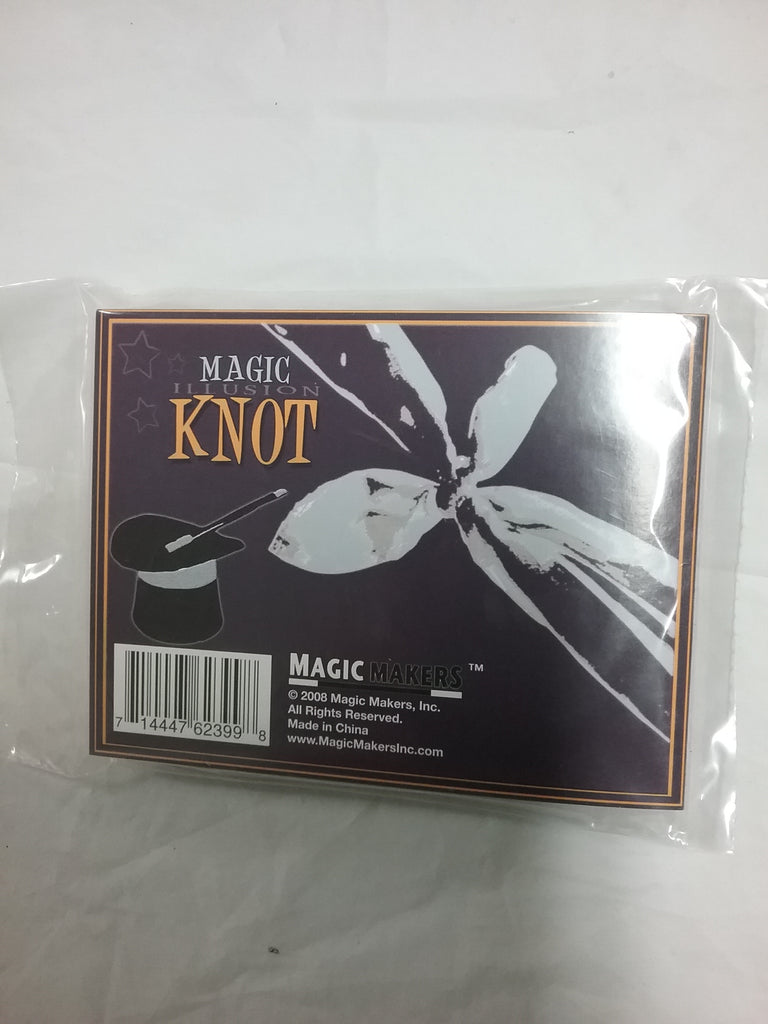 MAGIC
ILLUSION
KNOT
MAGIC MAKERS™
© 2008 Magic Makers, Inc.
All Rights Reserved.
Made in China
www.MagicMakersInc.com
7 14447 62399 8